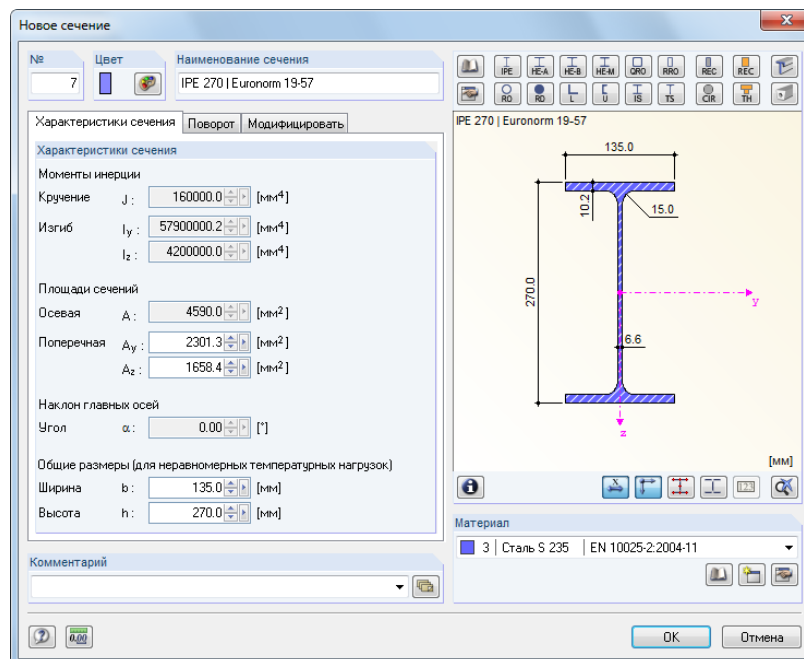 Новое сечение
№ Цвет Наименование сечения
7 IPE 270 | Euronorm 19-57
Характеристики сечения Поворот Модифицировать
Характеристики сечения
Моменты инерции
Кручение J : 160000.0 [мм4]
Изгиб Iy : 57900000.2 [мм4]
Iz : 4200000.0 [мм4]
Площади сечений
Осевая A : 4590.0 [мм2]
Поперечная Ay : 2301.3 [мм2]
Az : 1658.4 [мм2]
Наклон главных осей
Угол α : 0.00 [°]
Общие размеры (для неравномерных температурных нагрузок)
Ширина b : 135.0 [мм]
Высота h : 270.0 [мм]
Комментарий
0.00
IPE HE-A HE-B HE-M QRO RRO REC REC
RO RO L U IS TS CIR TH
IPE 270 | Euronorm 19-57
135.0
10.2
15.0
270.0
y
6.6
z
[мм]
x 123
Материал
3 | Сталь S 235 | EN 10025-2:2004-11
OK Отмена